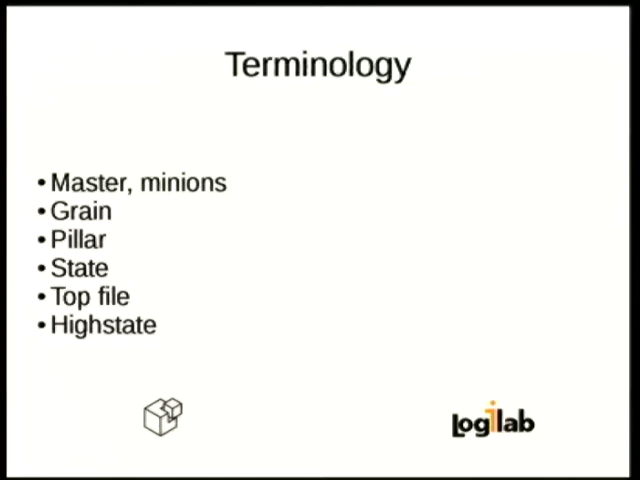 Terminology
• Master, minions
• Grain
• Pillar
• State
• Top file
• Highstate
Logilab